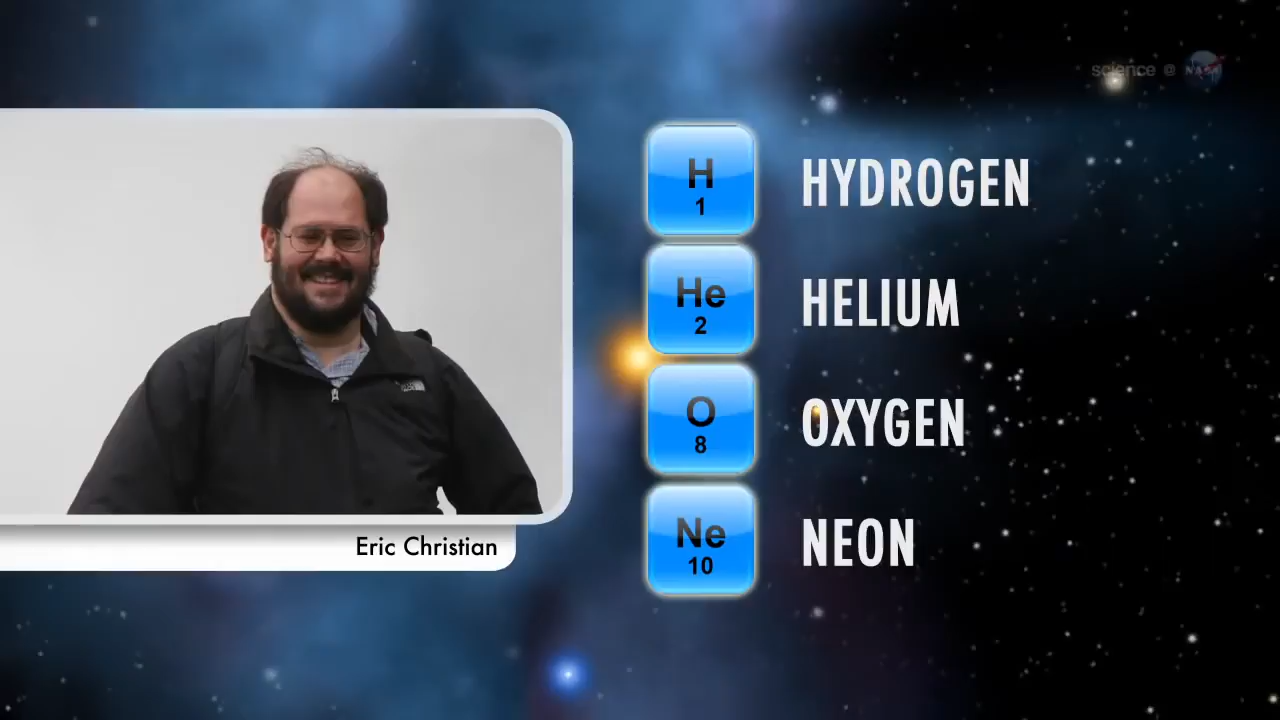 science @ NASA
H
1
HYDROGEN
He
2
HELIUM
O
8
OXYGEN
Ne
10
NEON
Eric Christian